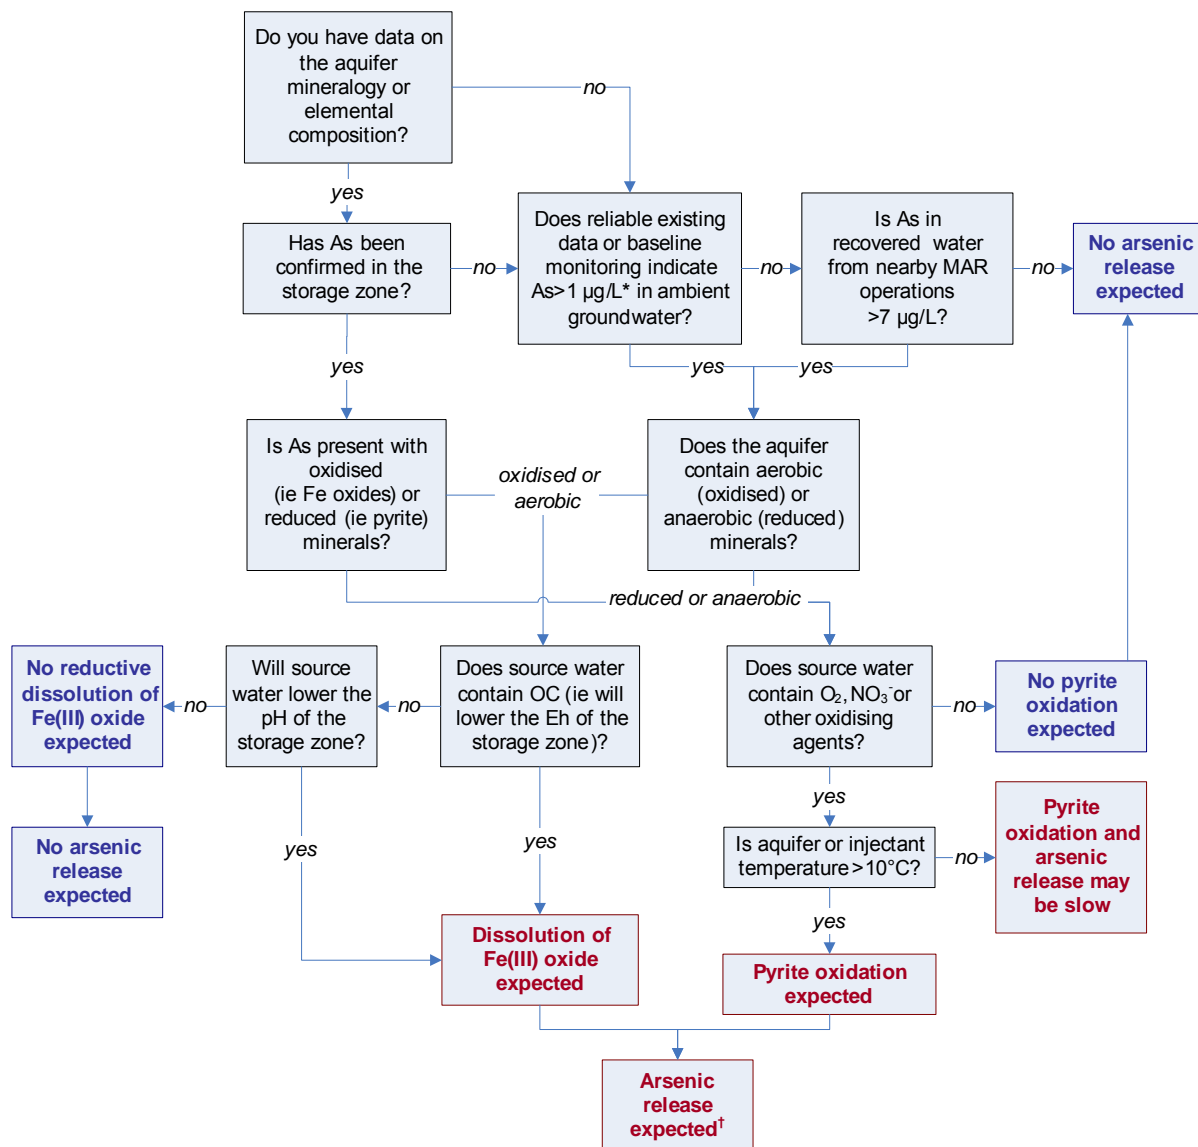 Do you have data on
the aquifer
mineralogy or
elemental
composition?
no
yes
Has As been
confirmed in the
storage zone?
no
Does reliable existing
data or baseline
monitoring indicate
As>1 µg/L* in ambient
groundwater?
no
Is As in
recovered water
from nearby MAR
operations
>7 µg/L?
no
No arsenic
release
expected
yes
yes
yes
Is As present with
oxidised
(ie Fe oxides) or
reduced (ie pyrite)
minerals?
oxidised or
aerobic
Does the aquifer
contain aerobic
(oxidised) or
anaerobic (reduced)
minerals?
reduced or anaerobic
No reductive
dissolution of
Fe(III) oxide
expected
no
Will source
water lower the
pH of the
storage zone?
no
Does source water
contain OC (ie will
lower the Eh of the
storage zone)?
Does source water
contain O₂, NO₃⁻ or
other oxidising
agents?
no
No pyrite
oxidation
expected
yes
No arsenic
release
expected
yes
yes
Is aquifer or injectant
temperature >10°C?
no
Pyrite
oxidation and
arsenic
release may
be slow
yes
Dissolution of
Fe(III) oxide
expected
Pyrite oxidation
expected
Arsenic
release
expected†